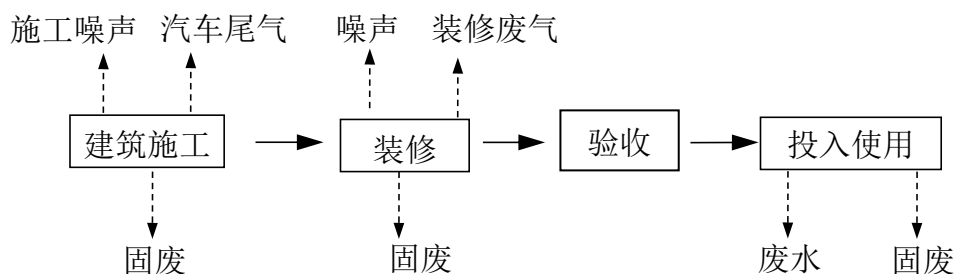 施工噪声 汽车尾气 噪声 装修废气
建筑施工 装修 验收 投入使用
固废 固废 废水 固废